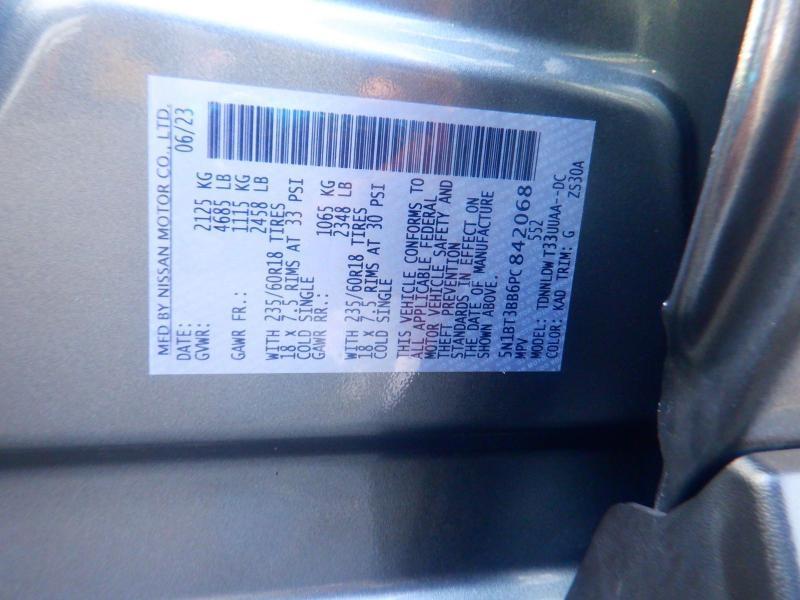 MFD BY NISSAN MOTOR CO., LTD.
DATE: 06/23
GVWR: 2125 KG
4685 LB
GAWR FR.: 1115 KG
2458 LB
WITH 235/60R18 TIRES
18 X 7.5 RIMS AT 33 PSI
COLD SINGLE
GAWR RR.: 1065 KG
2348 LB
WITH 235/60R18 TIRES
18 X 7.5 RIMS AT 30 PSI
COLD SINGLE
THIS VEHICLE CONFORMS TO
ALL APPLICABLE FEDERAL
MOTOR VEHICLE SAFETY AND
THEFT PREVENTION
STANDARDS IN EFFECT ON
THE DATE OF MANUFACTURE
SHOWN ABOVE.
5N1BT3BB6PC842068
MPV 552
MODEL: TDNNLDW T33UUAA--DC
COLOR: KAD TRIM: G ZS30A